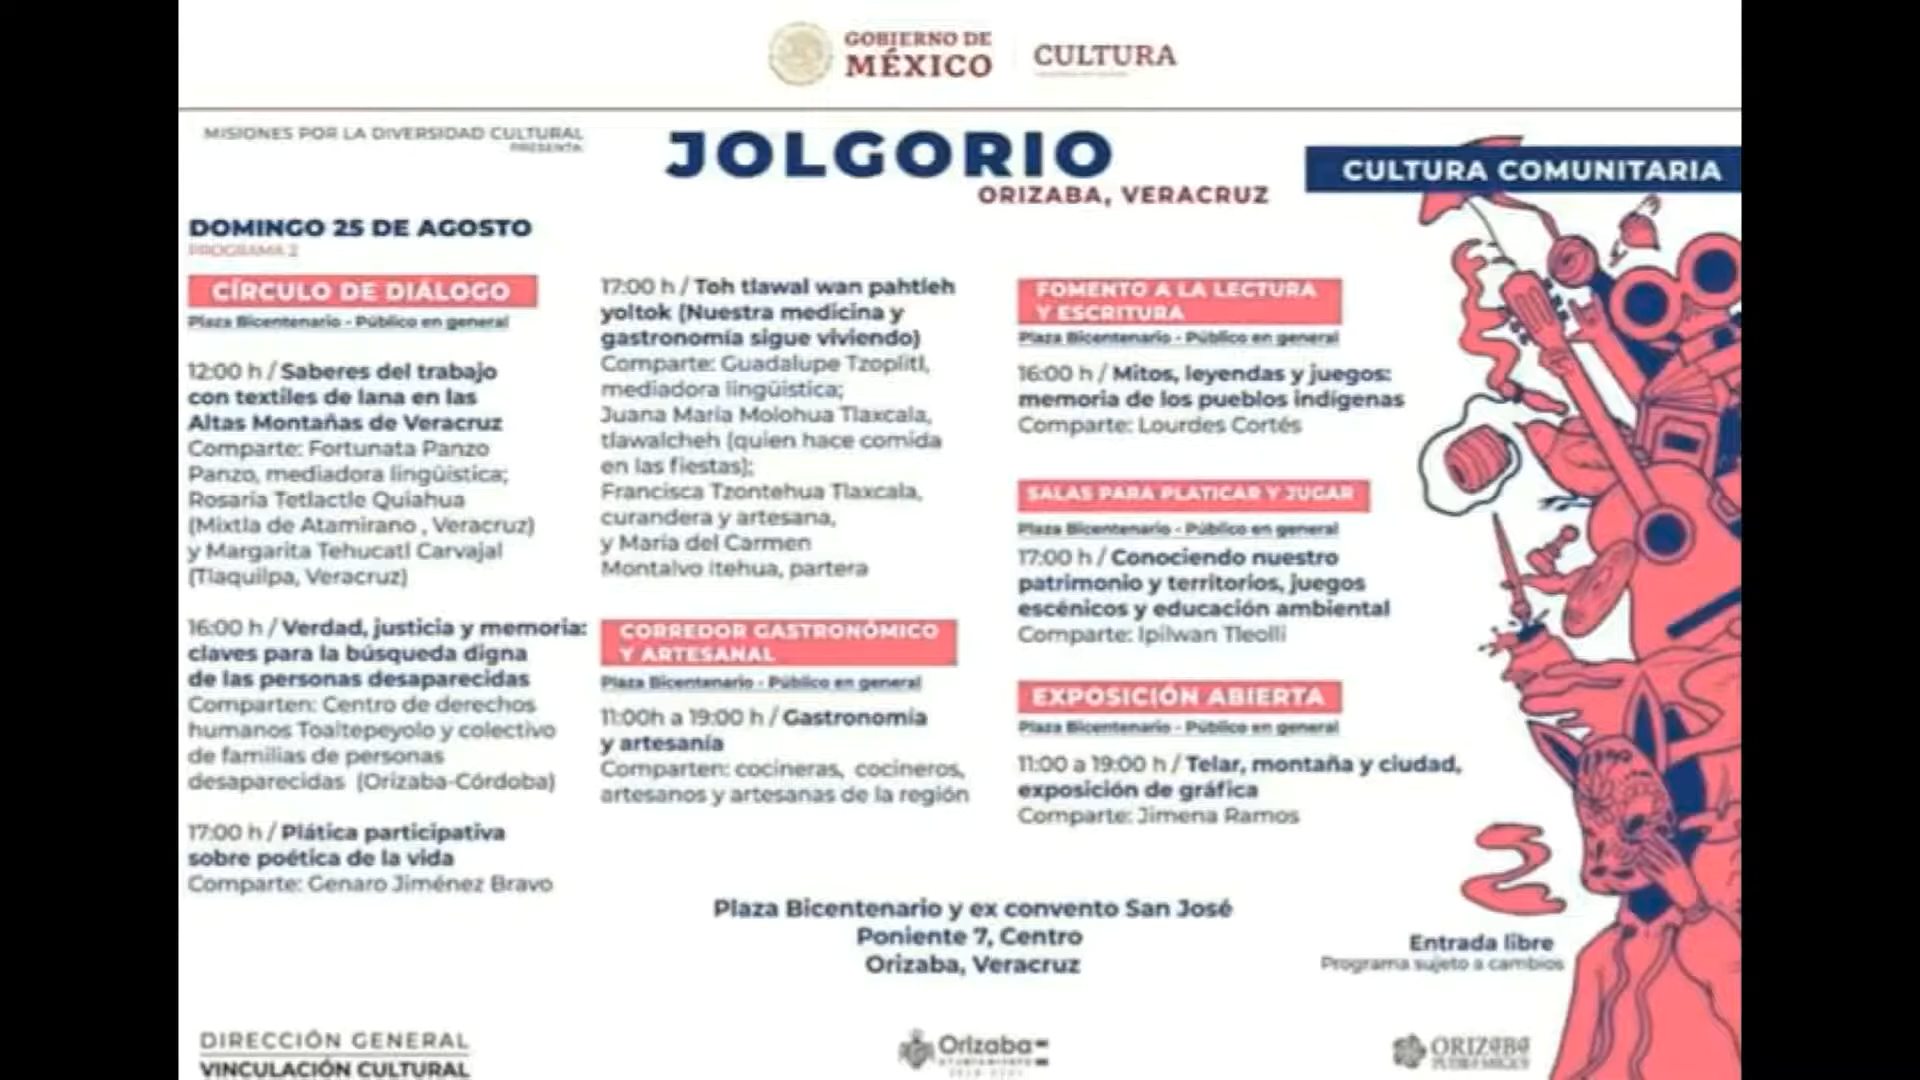 GOBIERNO DE
MÉXICO
CULTURA
MISIONES POR LA DIVERSIDAD CULTURAL
PRESENTA:
JOLGORIO
ORIZABA, VERACRUZ
CULTURA COMUNITARIA
DOMINGO 25 DE AGOSTO
PROGRAMA 2
CÍRCULO DE DIÁLOGO
Plaza Bicentenario - Público en general
12:00 h / Saberes del trabajo
con textiles de lana en las
Altas Montañas de Veracruz
Comparte: Fortunata Panzo
Panzo, mediadora lingüística;
Rosaria Tetlactle Quiahua
(Mixtla de Atamirano , Veracruz)
y Margarita Tehucatl Carvajal
(Tlaquilpa, Veracruz)
16:00 h / Verdad, justicia y memoria:
claves para la búsqueda digna
de las personas desaparecidas
Comparten: Centro de derechos
humanos Toaltepeyolo y colectivo
de familias de personas
desaparecidas (Orizaba-Córdoba)
17:00 h / Plática participativa
sobre poética de la vida
Comparte: Genaro Jiménez Bravo
17:00 h / Toh tlawal wan pahtleh
yoltok (Nuestra medicina y
gastronomía sigue viviendo)
Comparte: Guadalupe Tzoplitl,
mediadora lingüística;
Juana María Molohua Tlaxcala,
tlawalcheh (quien hace comida
en las fiestas);
Francisca Tzontehua Tlaxcala,
curandera y artesana,
y María del Carmen
Montalvo Itehua, partera
CORREDOR GASTRONÓMICO
Y ARTESANAL
Plaza Bicentenario - Público en general
11:00h a 19:00 h / Gastronomía
y artesanía
Comparten: cocineras, cocineros,
artesanos y artesanas de la región
FOMENTO A LA LECTURA
Y ESCRITURA
Plaza Bicentenario - Público en general
16:00 h / Mitos, leyendas y juegos:
memoria de los pueblos indígenas
Comparte: Lourdes Cortés
SALAS PARA PLATICAR Y JUGAR
Plaza Bicentenario - Público en general
17:00 h / Conociendo nuestro
patrimonio y territorios, juegos
escénicos y educación ambiental
Comparte: Ipilwan Tleolli
EXPOSICIÓN ABIERTA
Plaza Bicentenario - Público en general
11:00 a 19:00 h / Telar, montaña y ciudad,
exposición de gráfica
Comparte: Jimena Ramos
Plaza Bicentenario y ex convento San José
Poniente 7, Centro
Orizaba, Veracruz
Entrada libre
Programa sujeto a cambios
DIRECCIÓN GENERAL
VINCULACIÓN CULTURAL
Orizaba
ORIZABA